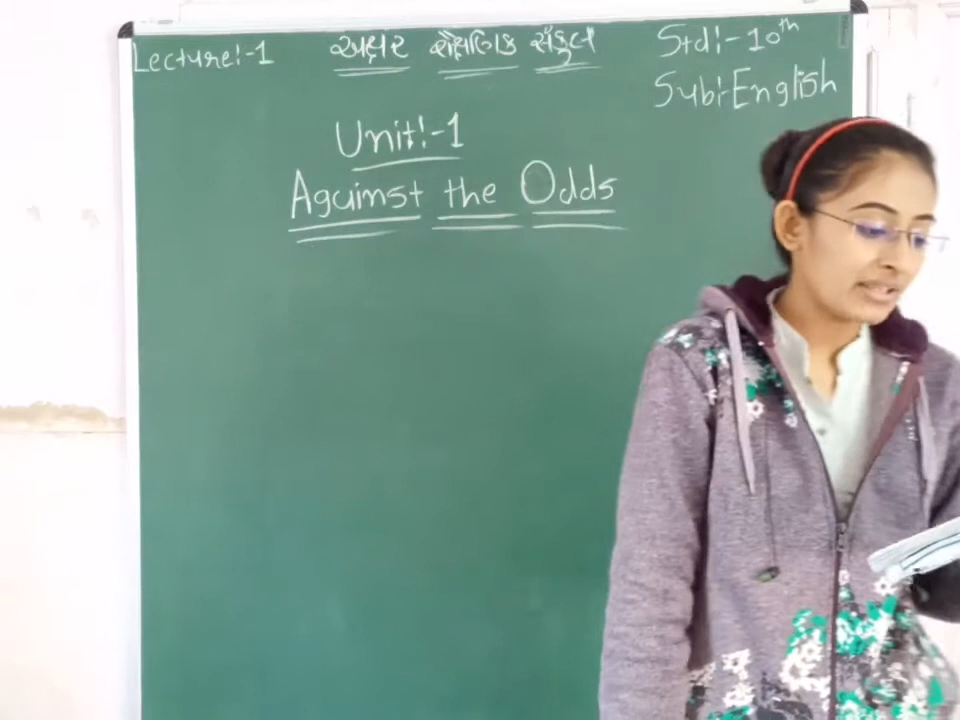 Lecture:-1
અક્ષર શૈક્ષણિક સંકુલ
Std:-10th
Sub:-English
Unit:-1
Against the Odds